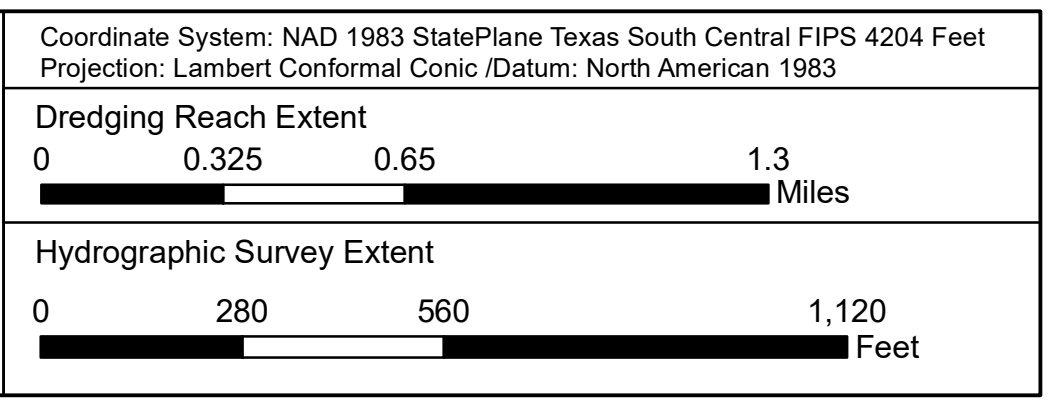 Coordinate System: NAD 1983 StatePlane Texas South Central FIPS 4204 Feet
Projection: Lambert Conformal Conic /Datum: North American 1983
Dredging Reach Extent
0 0.325 0.65 1.3
Miles
Hydrographic Survey Extent
0 280 560 1,120
Feet